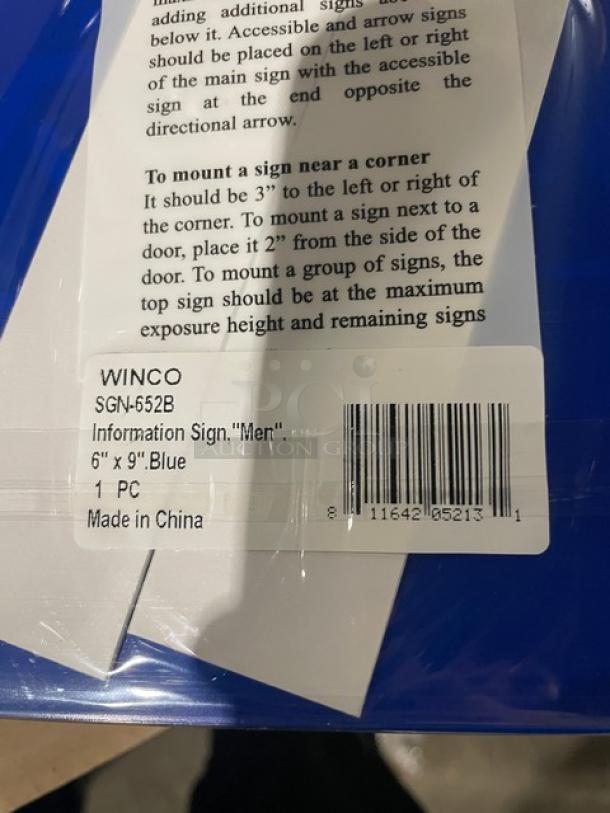 adding additional signs
below it. Accessible and arrow signs
should be placed on the left or right
of the main sign with the accessible
sign at the end opposite the
directional arrow.
To mount a sign near a corner
It should be 3" to the left or right of
the corner. To mount a sign next to a
door, place it 2" from the side of the
door. To mount a group of signs, the
top sign should be at the maximum
exposure height and remaining signs
WINCO
SGN-652B
Information Sign."Men".
6" x 9".Blue
1 PC
Made in China
8 11642 05213 1
PCI
AUCTION GROUP